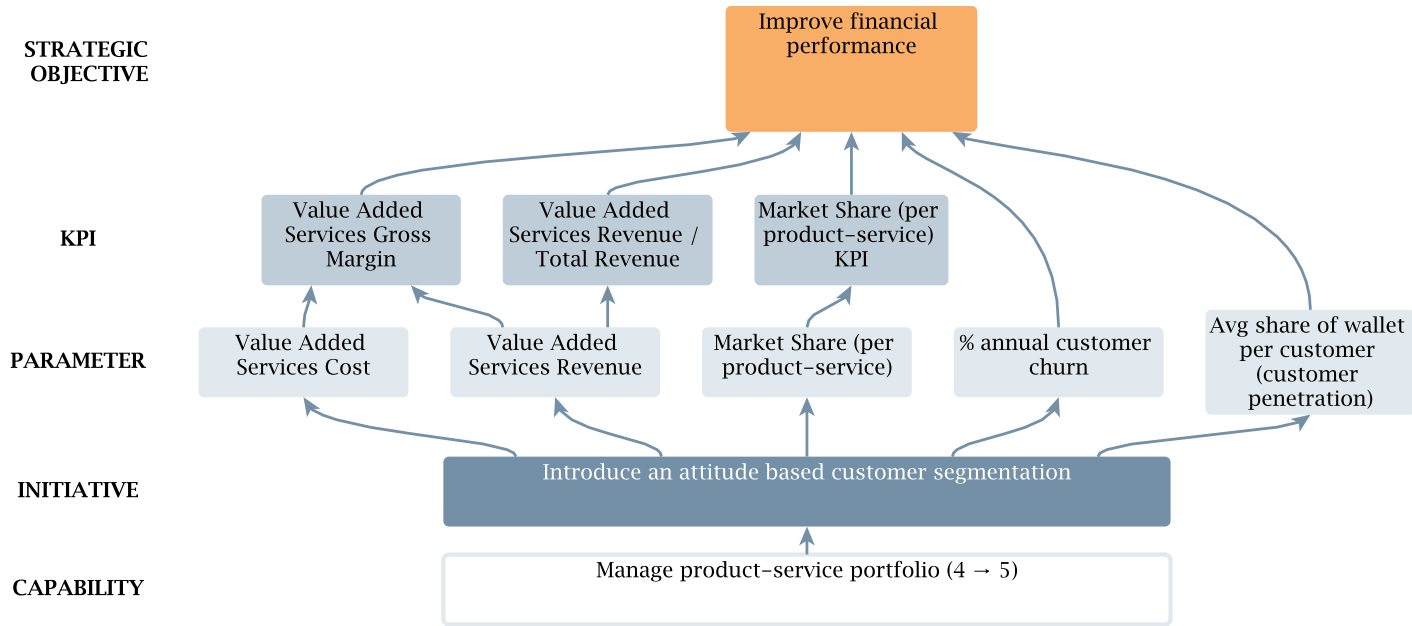 STRATEGIC
OBJECTIVE
Improve financial
performance
KPI
Value Added
Services Gross
Margin
Value Added
Services Revenue /
Total Revenue
Market Share (per
product-service)
KPI
PARAMETER
Value Added
Services Cost
Value Added
Services Revenue
Market Share (per
product-service)
% annual customer
churn
Avg share of wallet
per customer
(customer
penetration)
INITIATIVE
Introduce an attitude based customer segmentation
CAPABILITY
Manage product-service portfolio (4 → 5)